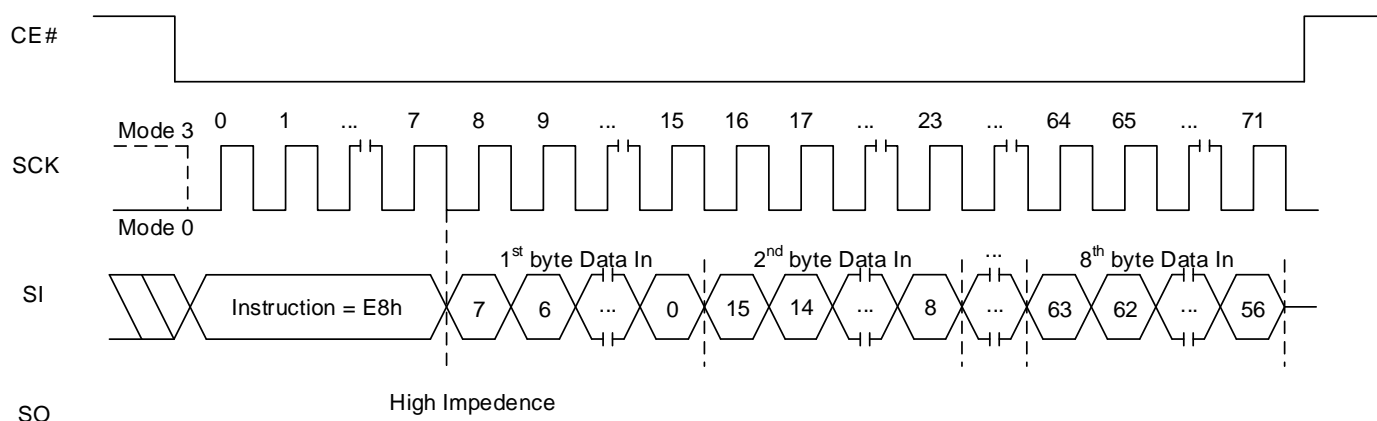 CE#
0 1 ... 7 8 9 ... 15 16 17 ... 23 ... 64 65 ... 71
Mode 3
SCK
Mode 0
1st byte Data In 2nd byte Data In ... 8th byte Data In
SI Instruction = E8h 7 6 ... 0 15 14 ... 8 ... 63 62 ... 56
High Impedence
SO